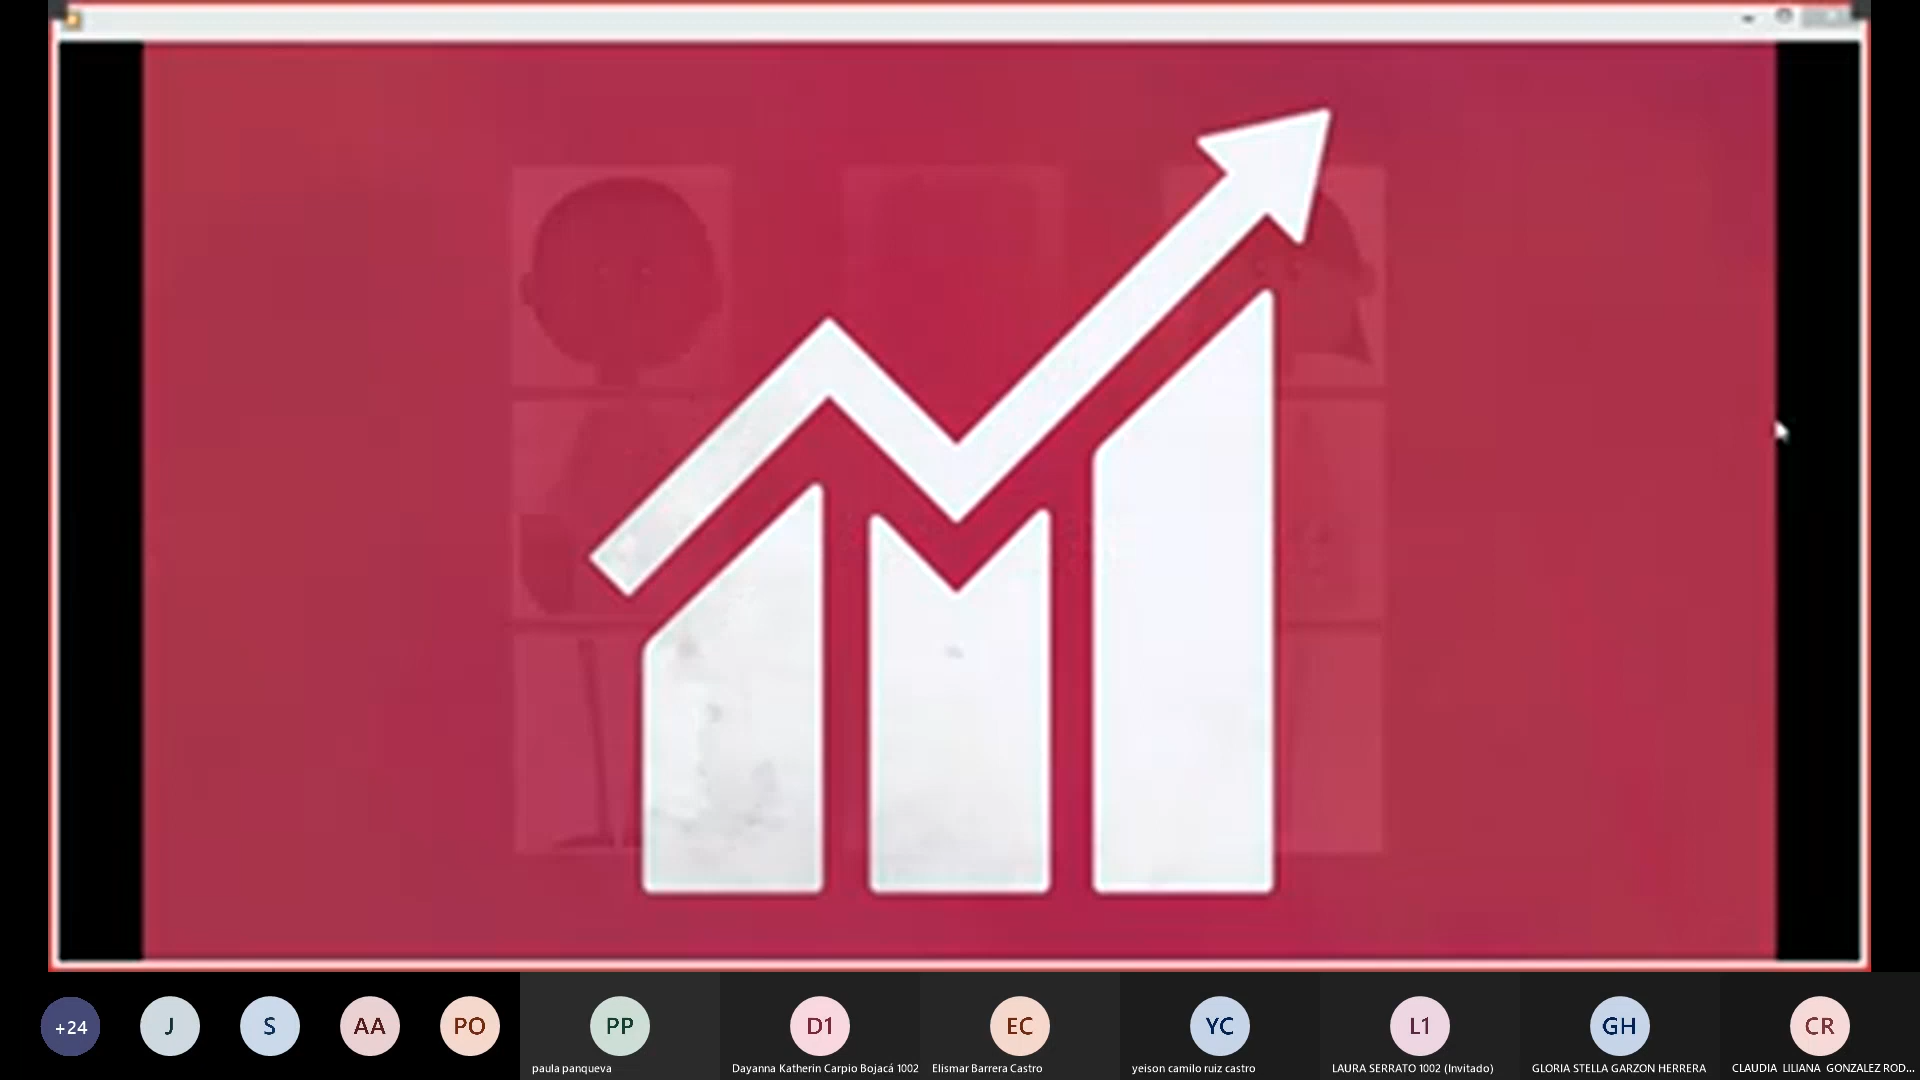 +24
J
S
AA
PO
PP
D1
EC
YC
L1
GH
CR
paula panqueva
Dayanna Katherin Carpio Bojacá 1002
Elismar Barrera Castro
yeison camilo ruiz castro
LAURA SERRATO 1002 (Invitado)
GLORIA STELLA GARZON HERRERA
CLAUDIA LILIANA GONZALEZ ROD...